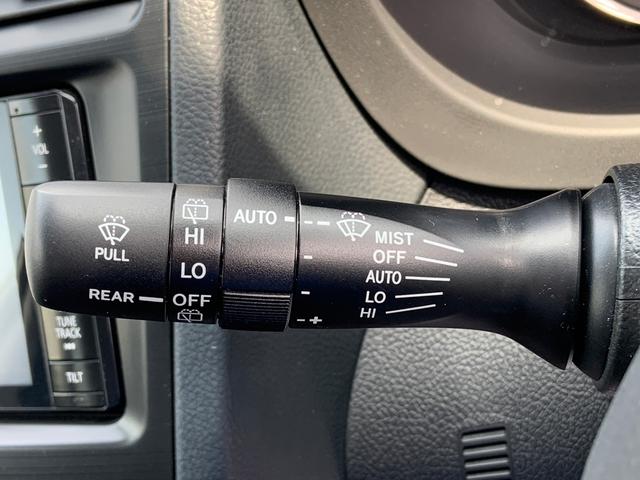 +
VOL
PULL
REAR
HI
LO
OFF
AUTO
- +
MIST
OFF
AUTO
LO
HI
TUNE
TRACK
TILT